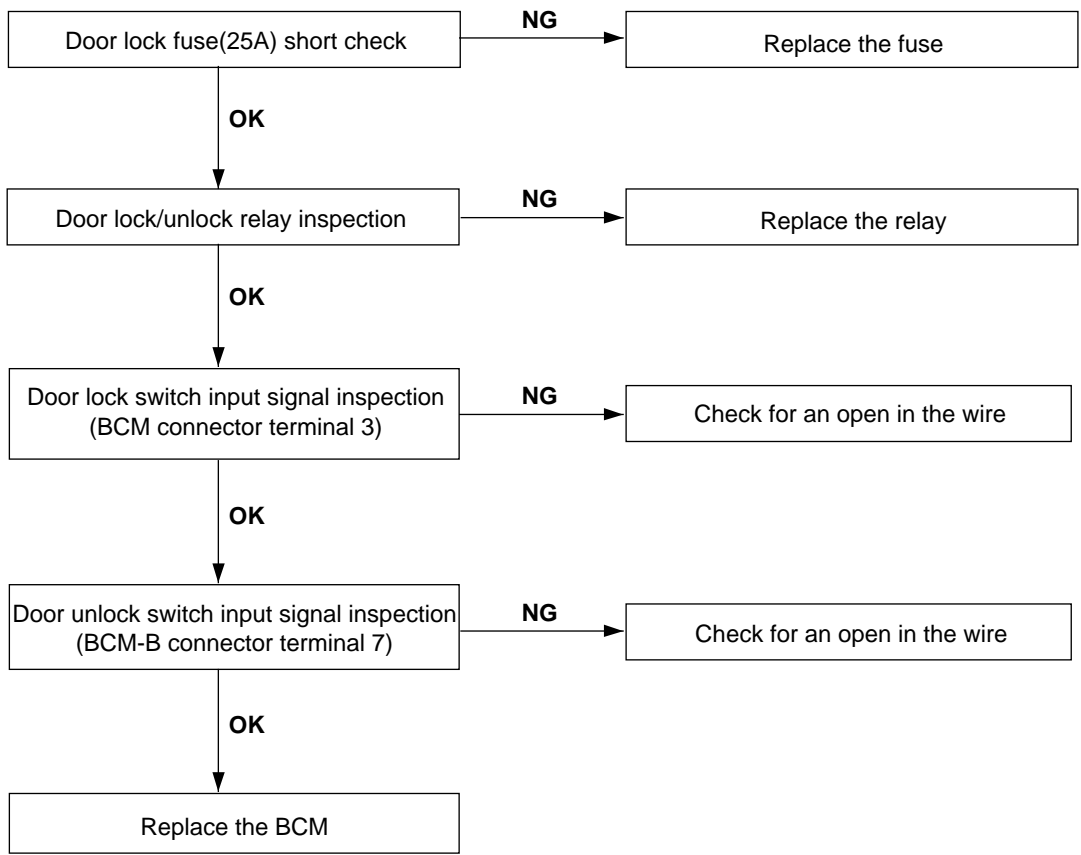 Door lock fuse(25A) short check
NG
Replace the fuse
OK
Door lock/unlock relay inspection
NG
Replace the relay
OK
Door lock switch input signal inspection
(BCM connector terminal 3)
NG
Check for an open in the wire
OK
Door unlock switch input signal inspection
(BCM-B connector terminal 7)
NG
Check for an open in the wire
OK
Replace the BCM